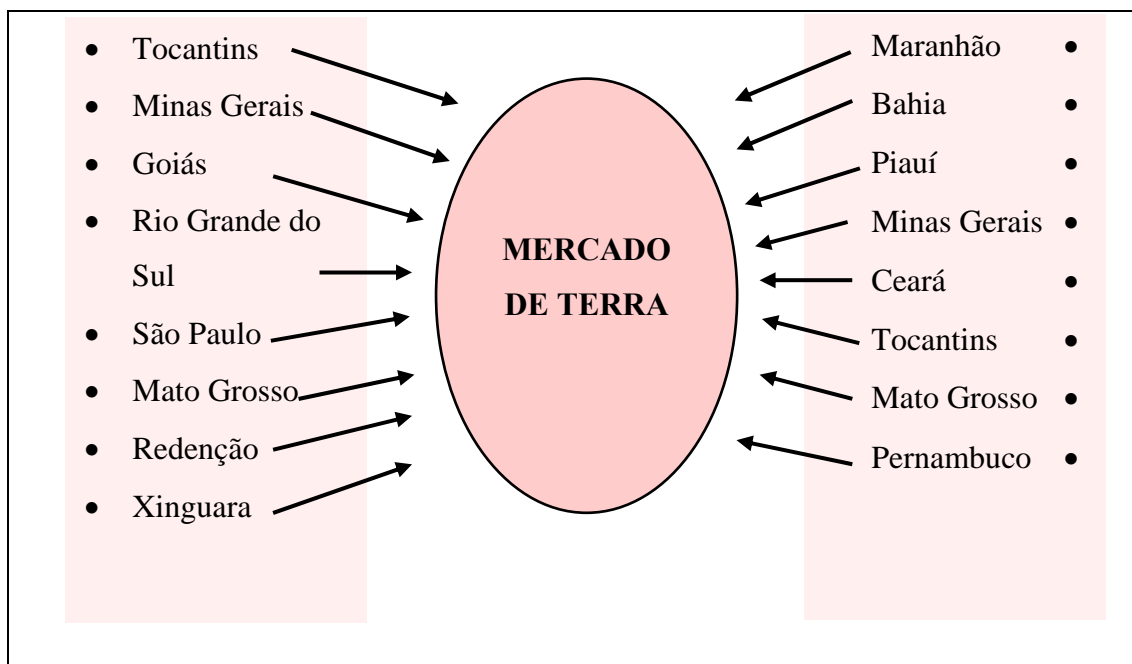 • Tocantins
• Minas Gerais
• Goiás
• Rio Grande do
Sul
• São Paulo
• Mato Grosso
• Redenção
• Xinguara
MERCADO
DE TERRA
Maranhão •
Bahia •
Piauí •
Minas Gerais •
Ceará •
Tocantins •
Mato Grosso •
Pernambuco •